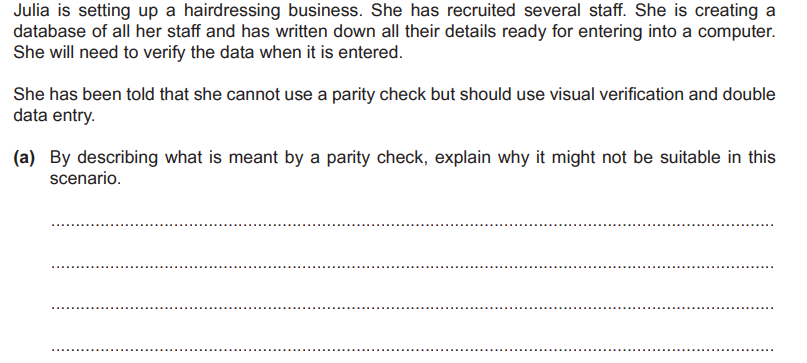 Julia is setting up a hairdressing business. She has recruited several staff. She is creating a
database of all her staff and has written down all their details ready for entering into a computer.
She will need to verify the data when it is entered.
She has been told that she cannot use a parity check but should use visual verification and double
data entry.
(a) By describing what is meant by a parity check, explain why it might not be suitable in this
scenario.